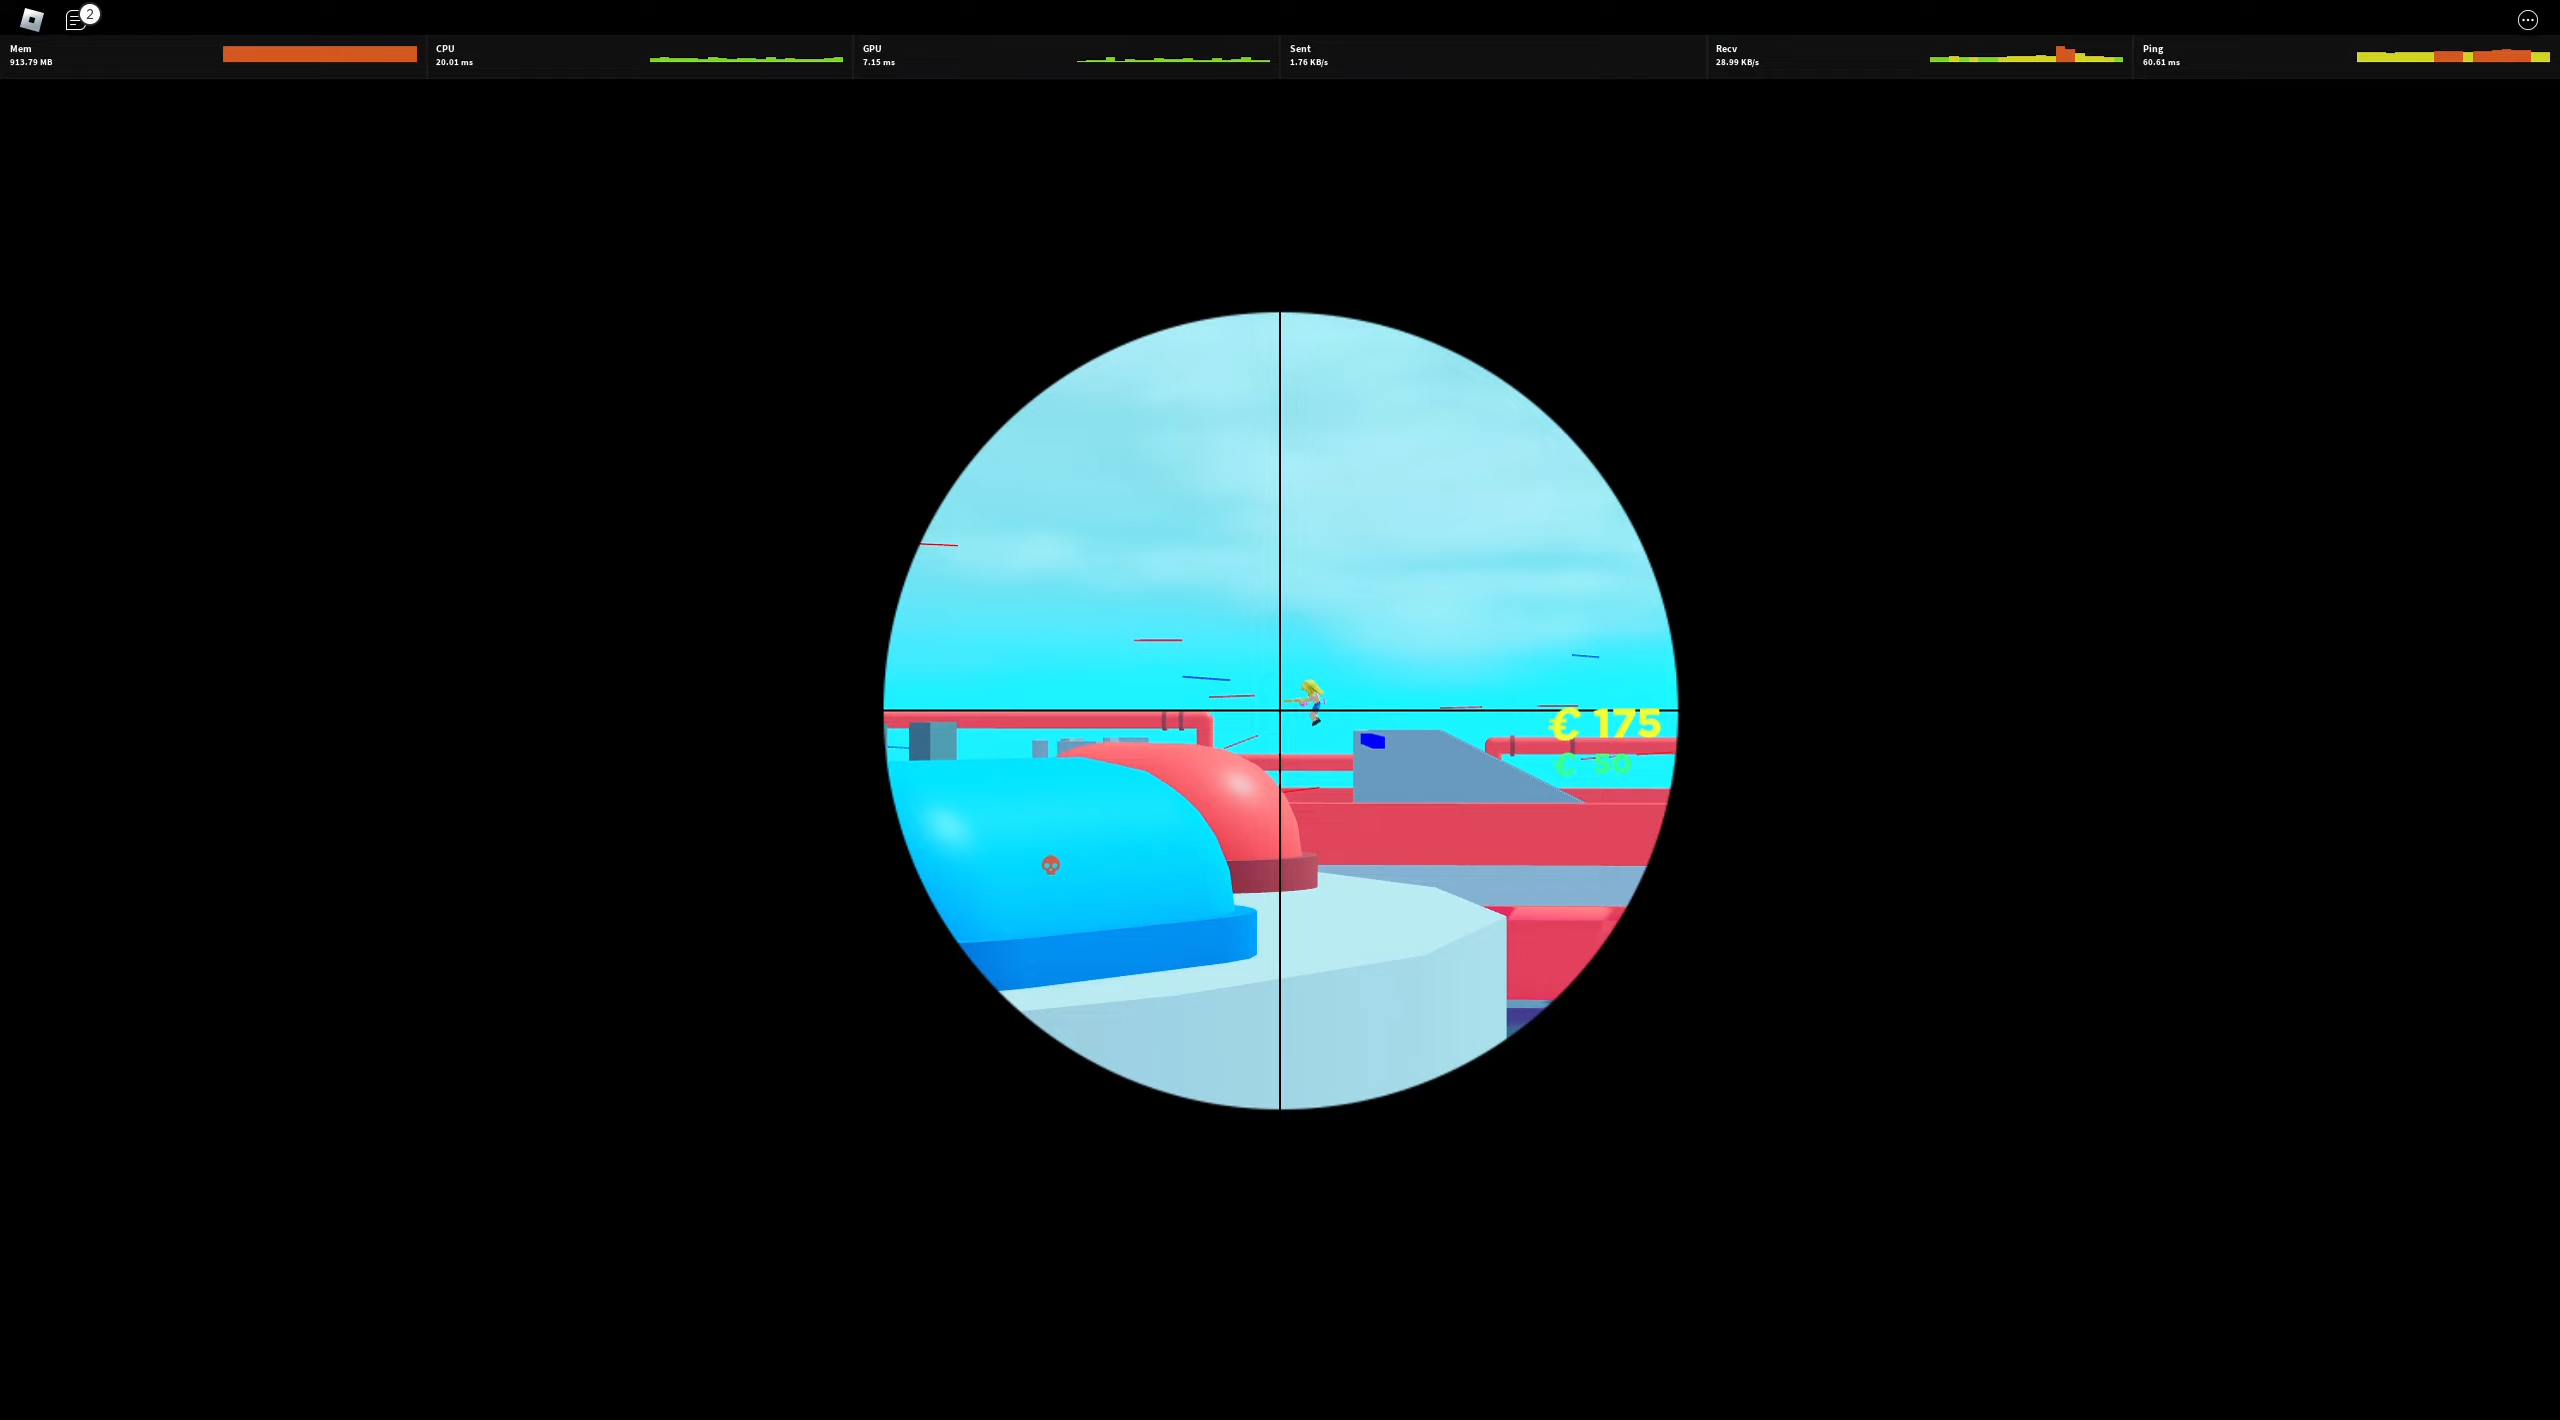 2
Mem
913.79 MB
CPU
20.01 ms
GPU
7.15 ms
Sent
1.76 KB/s
Recv
28.99 KB/s
Ping
60.61 ms
€ 175
€ 50